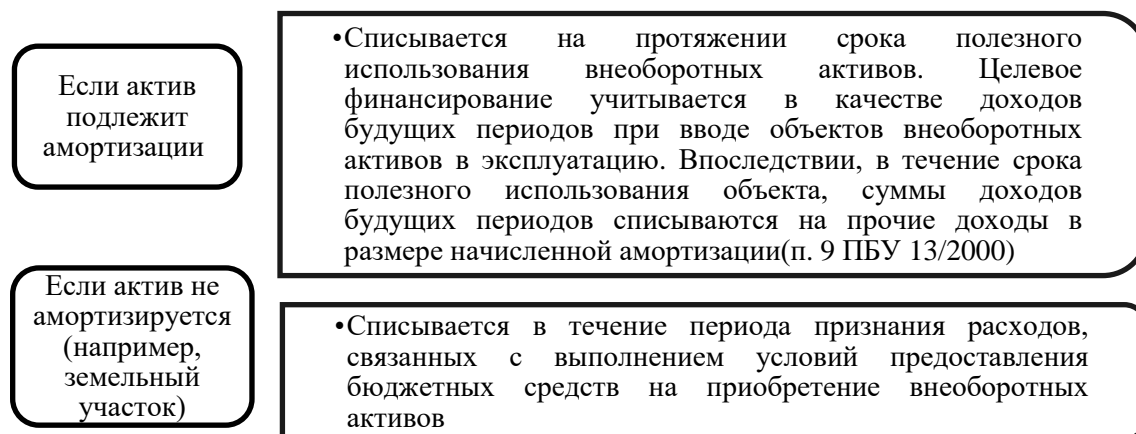 Если актив
подлежит
амортизации
•Списывается на протяжении срока полезного
использования внеоборотных активов. Целевое
финансирование учитывается в качестве доходов
будущих периодов при вводе объектов внеоборотных
активов в эксплуатацию. Впоследствии, в течение срока
полезного использования объекта, суммы доходов
будущих периодов списываются на прочие доходы в
размере начисленной амортизации(п. 9 ПБУ 13/2000)
Если актив не
амортизируется
(например,
земельный
участок)
•Списывается в течение периода признания расходов,
связанных с выполнением условий предоставления
бюджетных средств на приобретение внеоборотных
активов